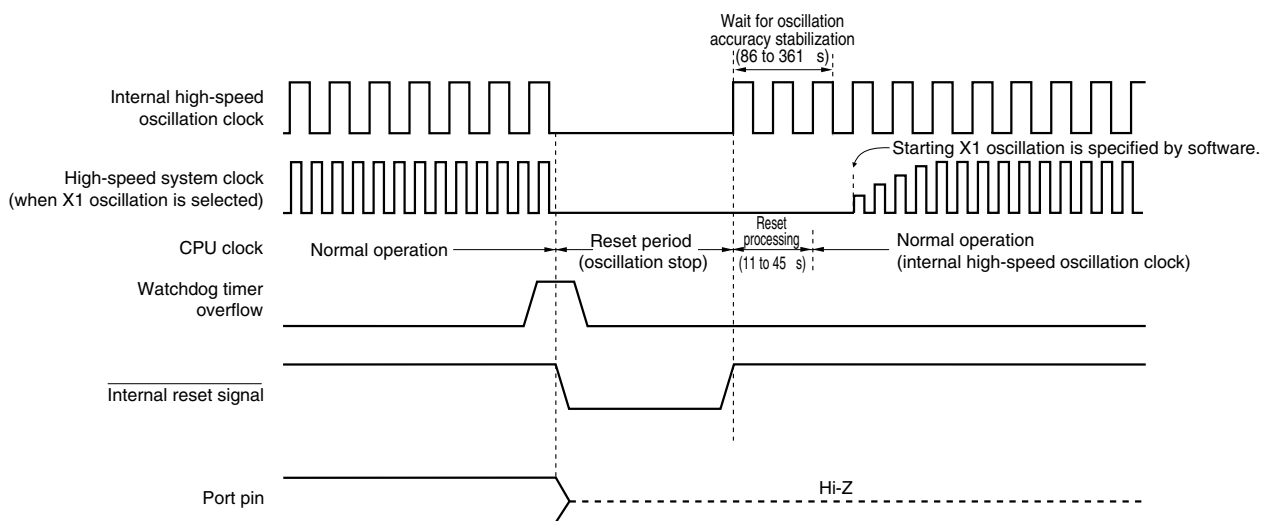 Wait for oscillation
accuracy stabilization
(86 to 361 s)
Internal high-speed
oscillation clock
Starting X1 oscillation is specified by software.
High-speed system clock
(when X1 oscillation is selected)
CPU clock
Normal operation
Reset period
(oscillation stop)
Reset
processing
(11 to 45 s)
Normal operation
(internal high-speed oscillation clock)
Watchdog timer
overflow
Internal reset signal
Port pin
Hi-Z